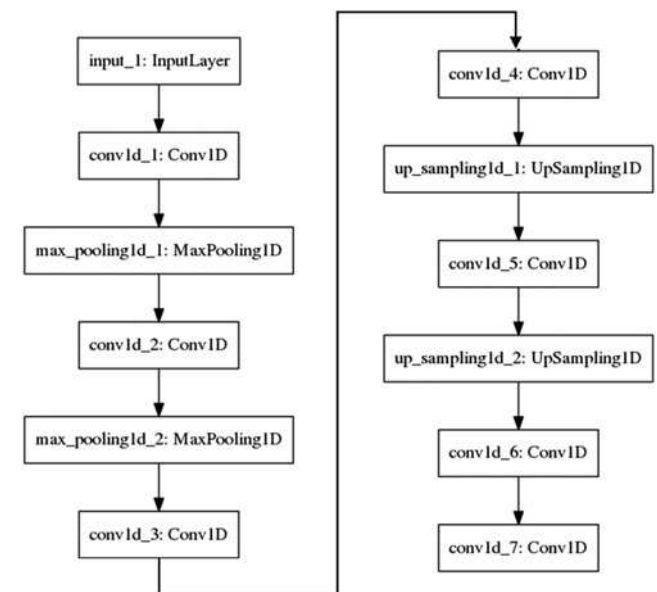 input_1: InputLayer
conv1d_1: Conv1D
max_pooling1d_1: MaxPooling1D
conv1d_2: Conv1D
max_pooling1d_2: MaxPooling1D
conv1d_3: Conv1D
conv1d_4: Conv1D
up_sampling1d_1: UpSampling1D
conv1d_5: Conv1D
up_sampling1d_2: UpSampling1D
conv1d_6: Conv1D
conv1d_7: Conv1D